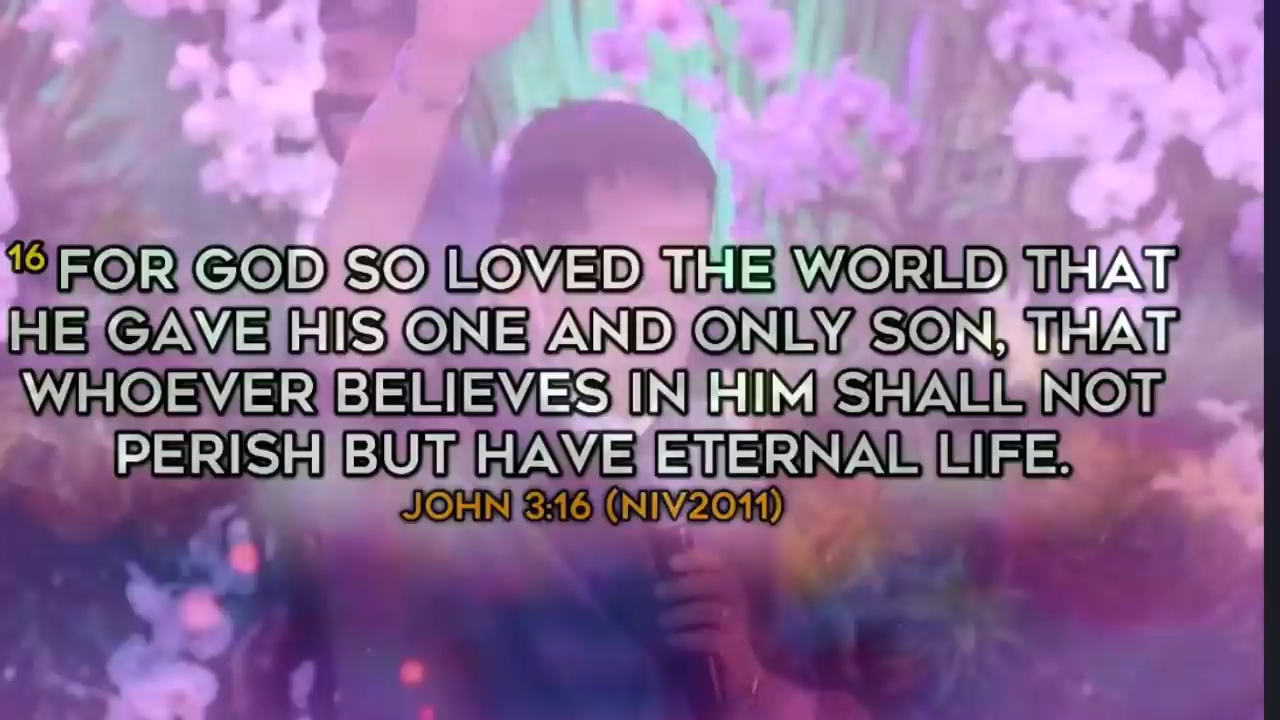 16 FOR GOD SO LOVED THE WORLD THAT
HE GAVE HIS ONE AND ONLY SON, THAT
WHOEVER BELIEVES IN HIM SHALL NOT
PERISH BUT HAVE ETERNAL LIFE.
JOHN 3:16 (NIV2011)